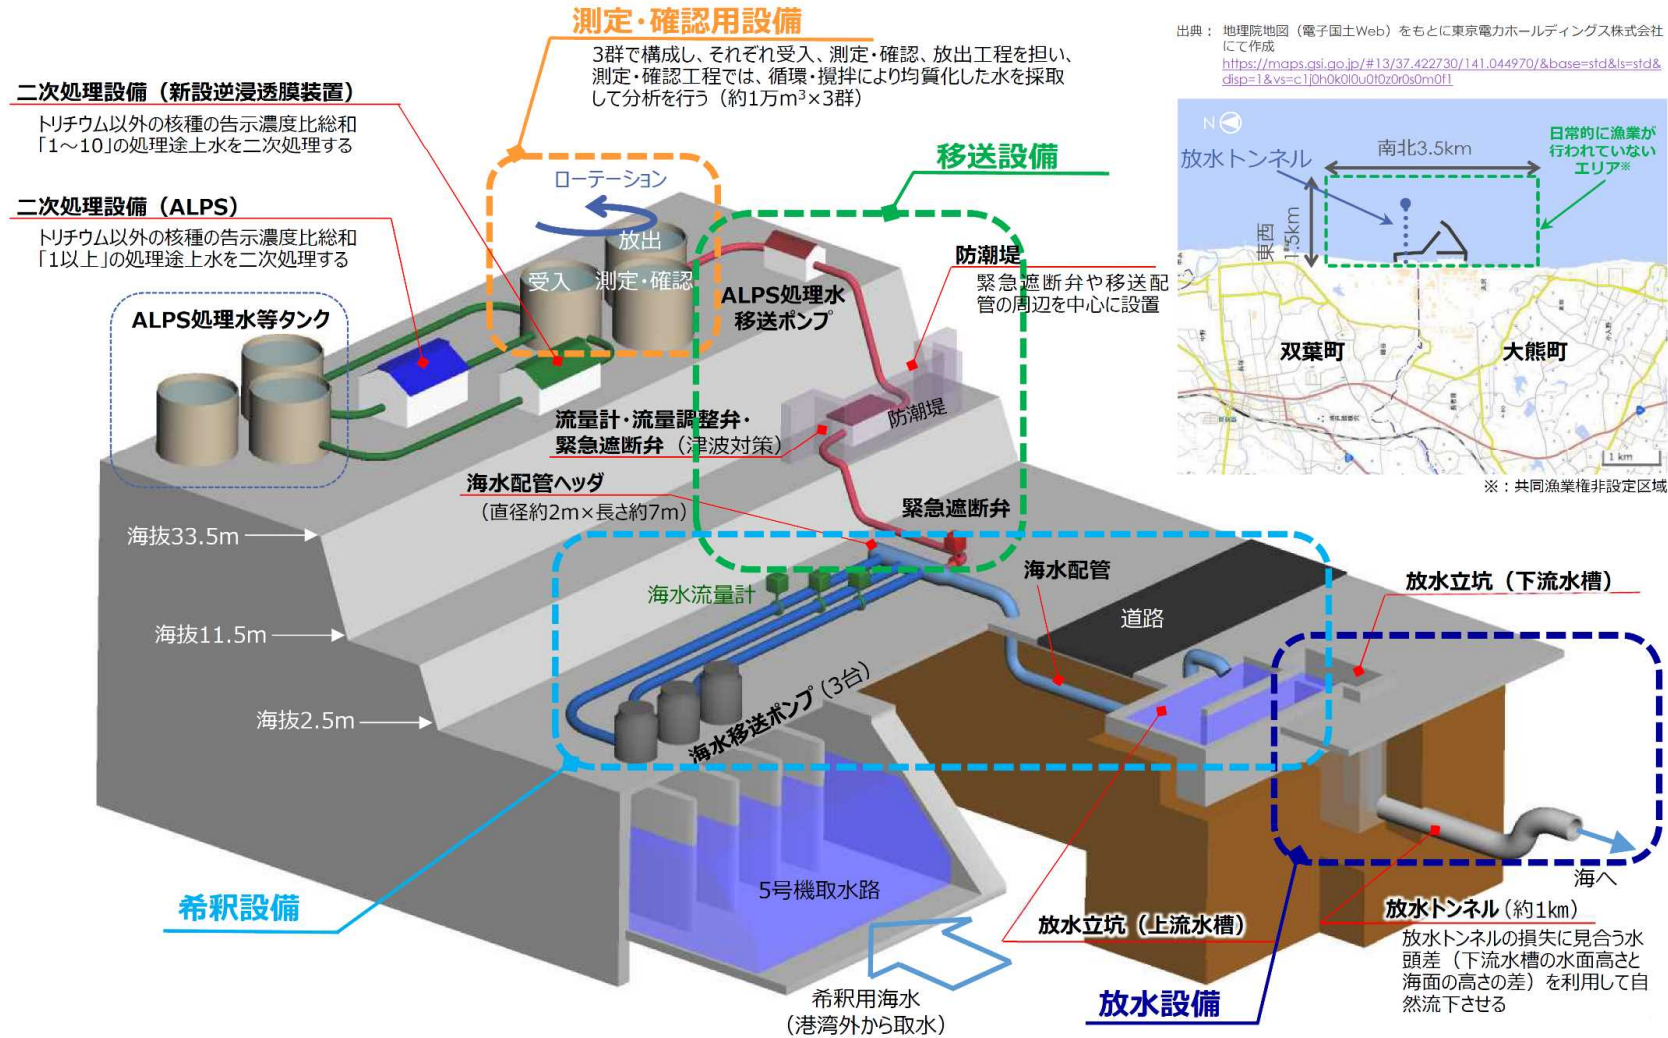 測定・確認用設備
3群で構成し、それぞれ受入、測定・確認、放出工程を担い、
測定・確認工程では、循環・攪拌により均質化した水を採取
して分析を行う（約1万m³×3群）
二次処理設備（新設逆浸透膜装置）
トリチウム以外の核種の告示濃度比総和
「1～10」の処理途上水を二次処理する
二次処理設備（ALPS）
トリチウム以外の核種の告示濃度比総和
「1以上」の処理途上水を二次処理する
ALPS処理水等タンク
ローテーション
放出
受入
測定・確認
移送設備
ALPS処理水
移送ポンプ
防潮堤
緊急遮断弁や移送配
管の周辺を中心に設置
防潮堤
流量計・流量調整弁・
緊急遮断弁（津波対策）
海水配管ヘッダ
（直径約2m×長さ約7m）
緊急遮断弁
海抜33.5m
海抜11.5m
海抜2.5m
海水流量計
海水配管
道路
放水立坑（下流水槽）
海水移送ポンプ（3台）
5号機取水路
希釈設備
希釈用海水
（港湾外から取水）
放水立坑（上流水槽）
放水設備
海へ
放水トンネル（約1km）
放水トンネルの損失に見合う水
頭差（下流水槽の水面高さと
海面の高さの差）を利用して自
然流下させる
出典：地理院地図（電子国土Web）をもとに東京電力ホールディングス株式会社
にて作成
https://maps.gsi.go.jp/#13/37.422730/141.044970/&base=std&ls=std&
disp=1&vs=c1j0h0k0l0u0t0z0r0s0m0f1
N
放水トンネル
南北3.5km
東西
1.5km
日常的に漁業が
行われていない
エリア※
双葉町
大熊町
1 km
※：共同漁業権非設定区域